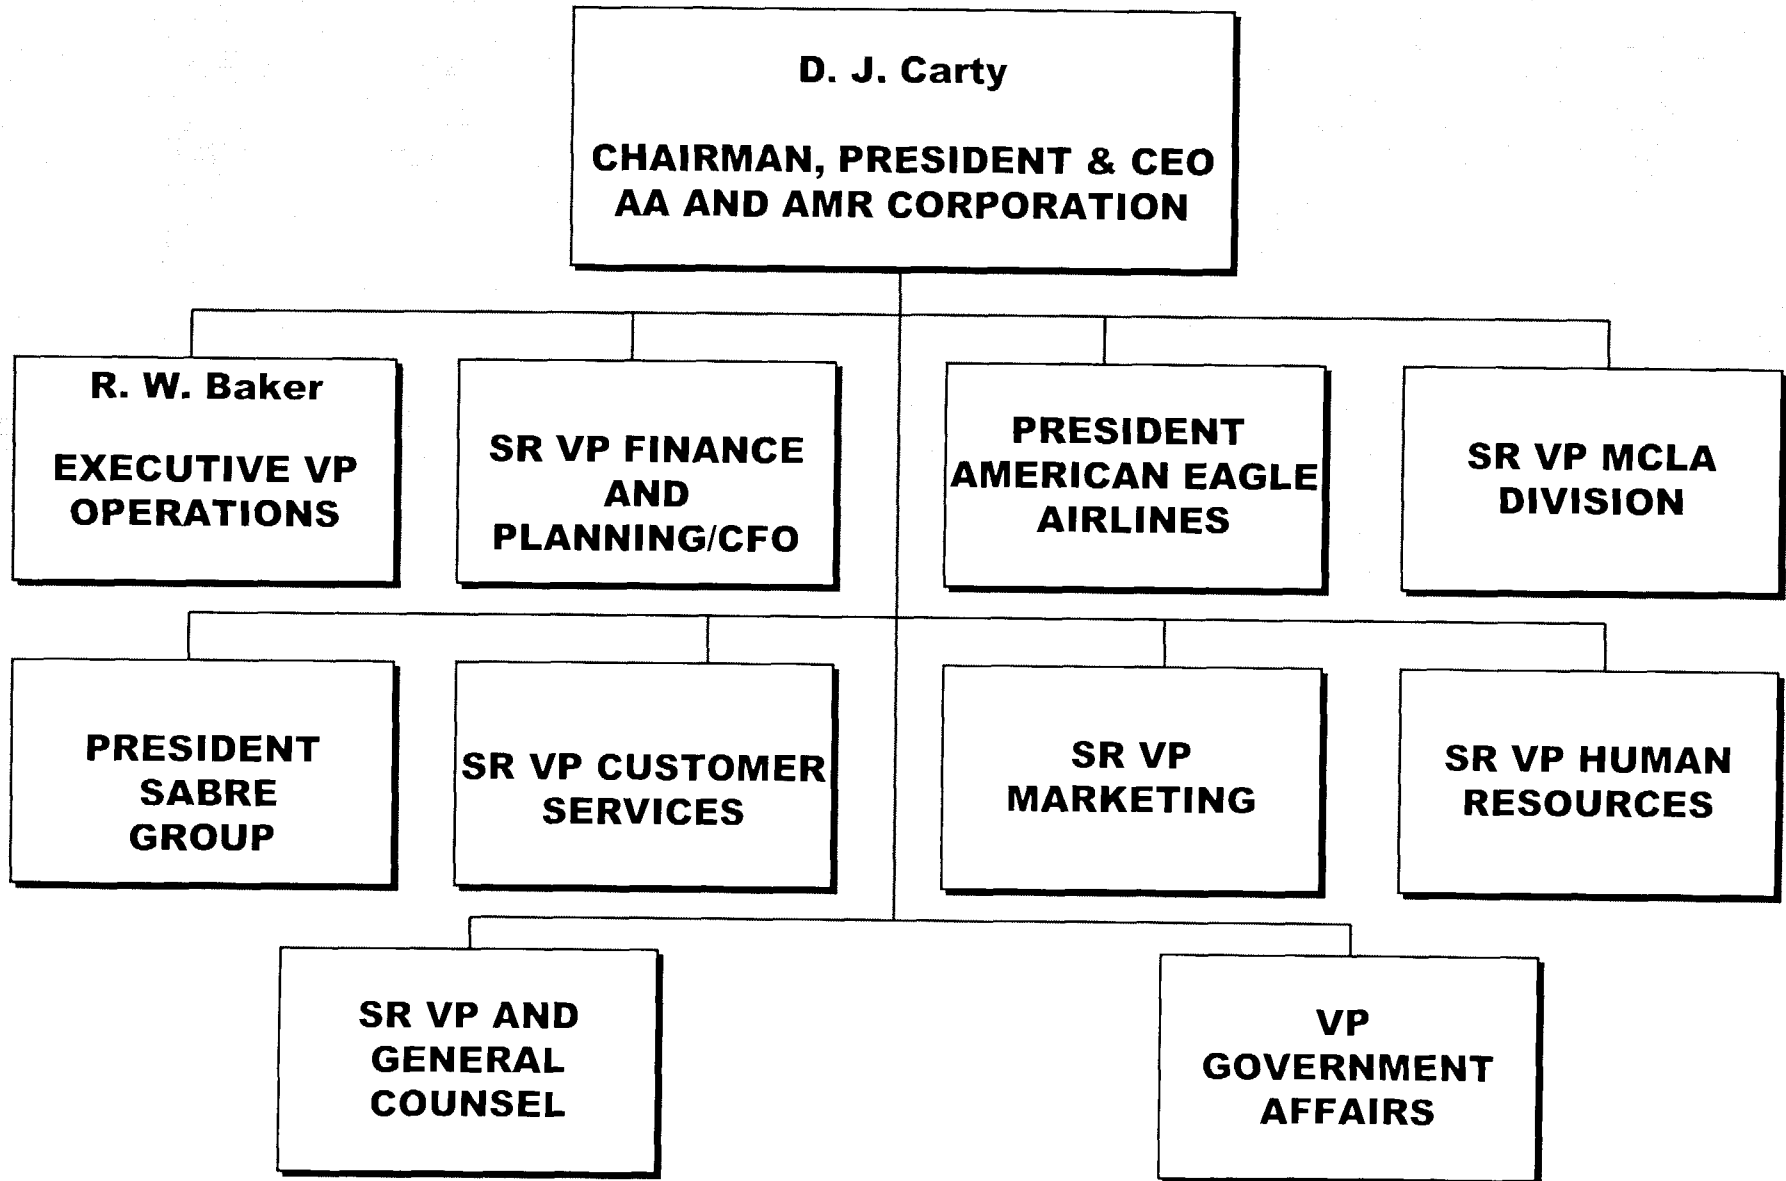 D. J. Carty
CHAIRMAN, PRESIDENT & CEO
AA AND AMR CORPORATION
R. W. Baker
EXECUTIVE VP
OPERATIONS
SR VP FINANCE
AND
PLANNING/CFO
PRESIDENT
AMERICAN EAGLE
AIRLINES
SR VP MCLA
DIVISION
PRESIDENT
SABRE
GROUP
SR VP CUSTOMER
SERVICES
SR VP
MARKETING
SR VP HUMAN
RESOURCES
SR VP AND
GENERAL
COUNSEL
VP
GOVERNMENT
AFFAIRS